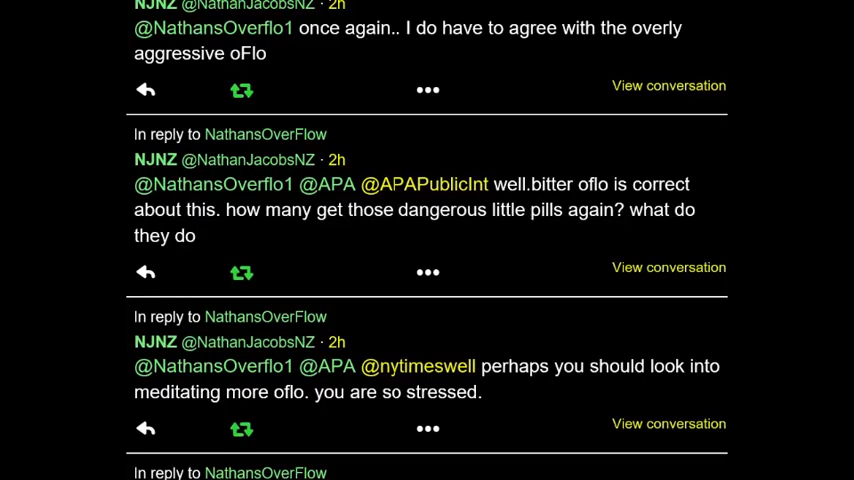 NJNZ @NathanJacobsNZ · 2h
@NathansOverflo1 once again.. I do have to agree with the overly
aggressive oFlo
View conversation
In reply to NathansOverFlow
NJNZ @NathanJacobsNZ · 2h
@NathansOverflo1 @APA @APAPublicInt well.bitter oflo is correct
about this. how many get those dangerous little pills again? what do
they do
View conversation
In reply to NathansOverFlow
NJNZ @NathanJacobsNZ · 2h
@NathansOverflo1 @APA @nytimeswell perhaps you should look into
meditating more oflo. you are so stressed.
View conversation
In reply to NathansOverFlow